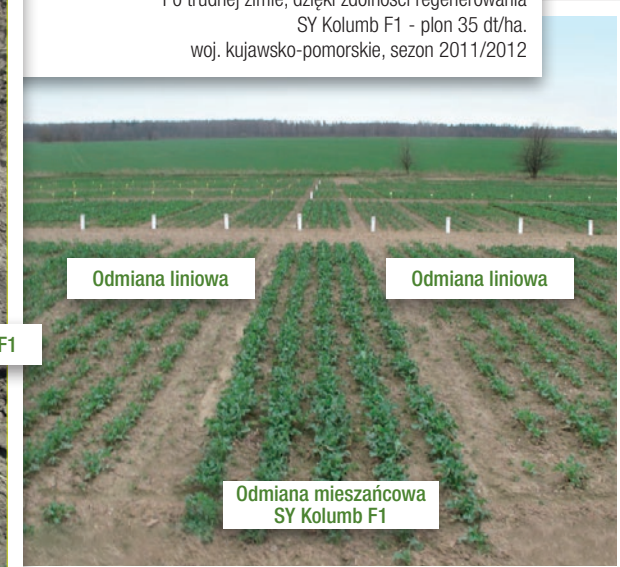 trudnej zimie, dzięki zdolności regenerowania
SY Kolumb F1 - plon 35 dt/ha.
woj. kujawsko-pomorskie, sezon 2011/2012
Odmiana liniowa
Odmiana liniowa
F1
Odmiana mieszańcowa
SY Kolumb F1